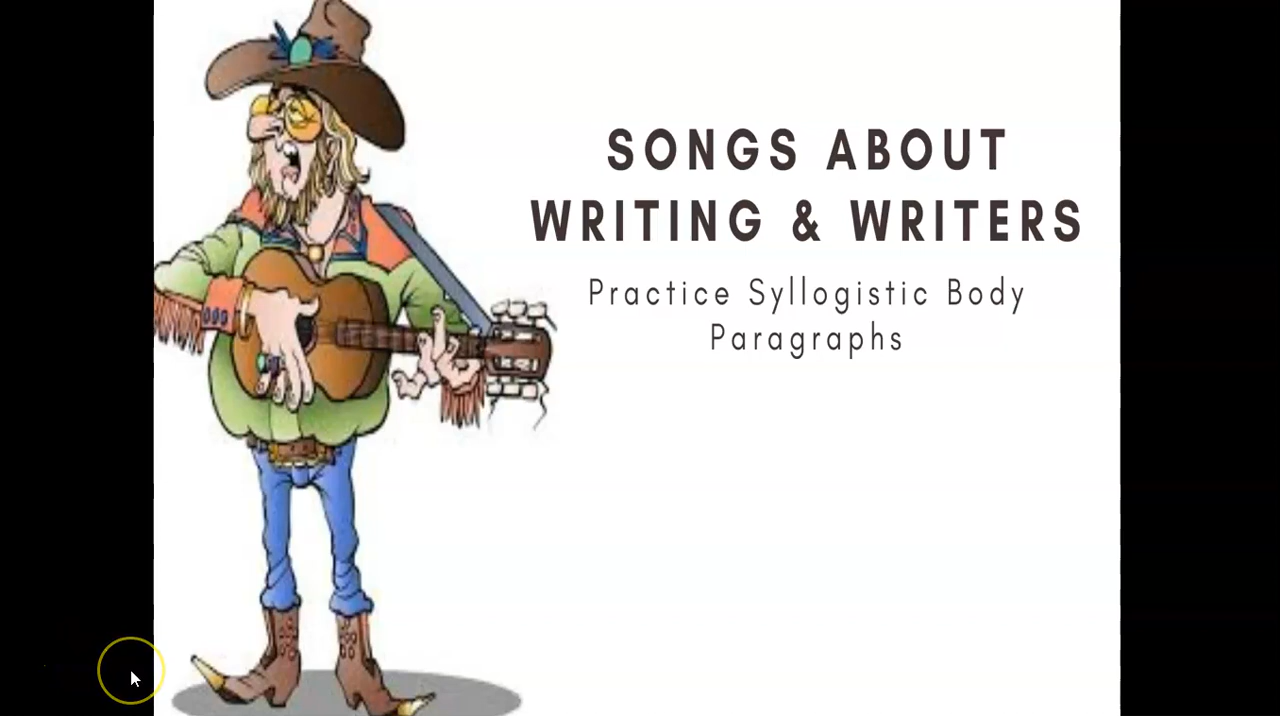 SONGS ABOUT
WRITING & WRITERS
Practice Syllogistic Body
Paragraphs